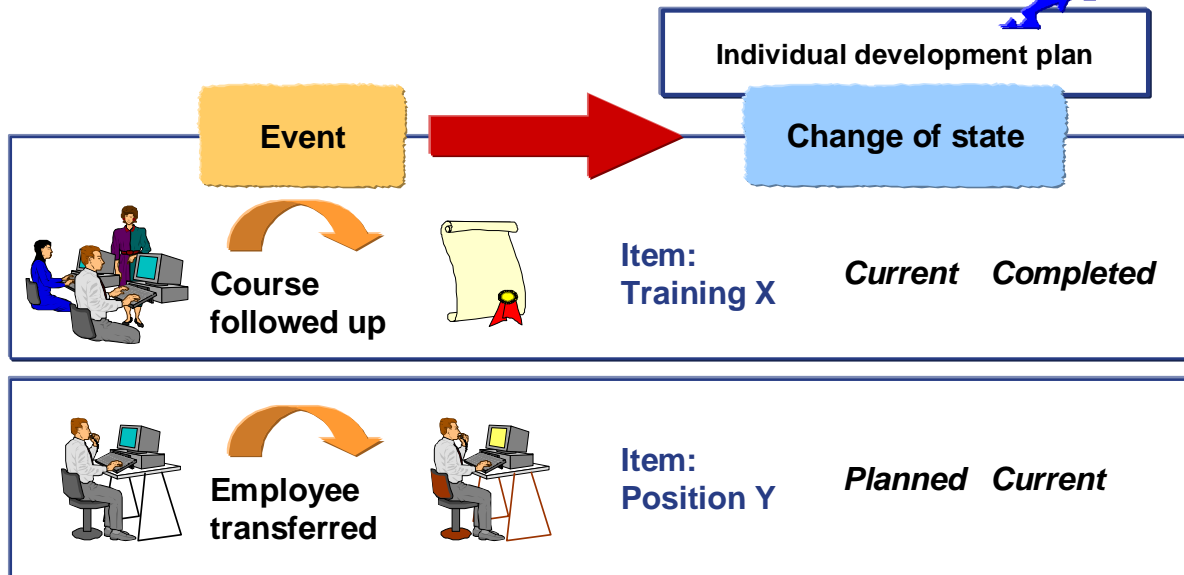 Individual development plan
Event
Change of state
Course
followed up
Item:
Training X
Current Completed
Employee
transferred
Item:
Position Y
Planned Current